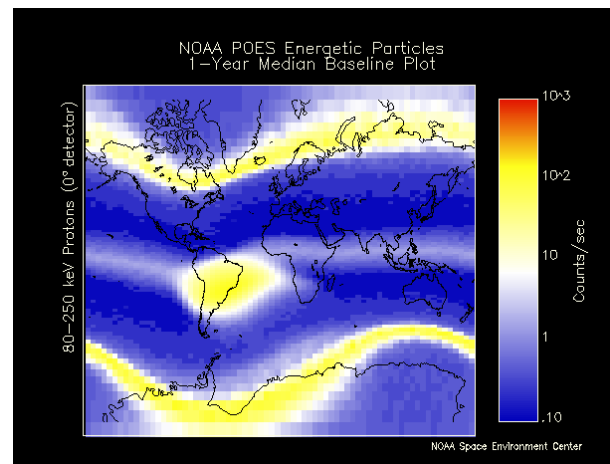 NOAA POES Energetic Particles
1-Year Median Baseline Plot
80-250 keV Protons (0° detector)
10^3
10^2
10
1
.10
Counts/sec
NOAA Space Environment Center